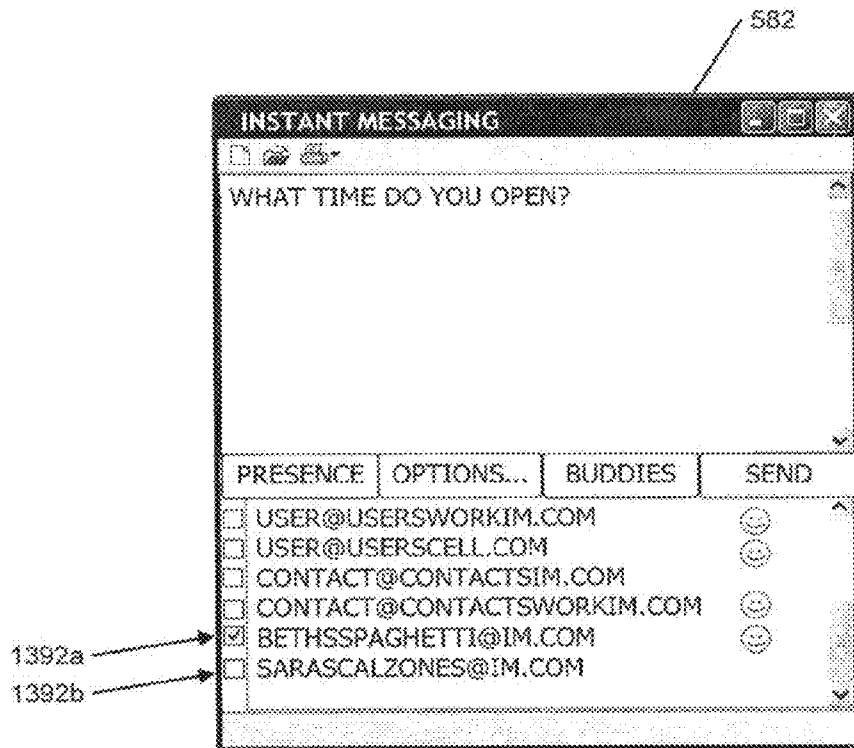 582
INSTANT MESSAGING
WHAT TIME DO YOU OPEN?
PRESENCE OPTIONS... BUDDIES SEND
USER@USERSWORKIM.COM
USER@USERSCELL.COM
CONTACT@CONTACTSIM.COM
CONTACT@CONTACTSWORKIM.COM
1392a BETHSSPAGHETTI@IM.COM
1392b SARASCALZONES@IM.COM